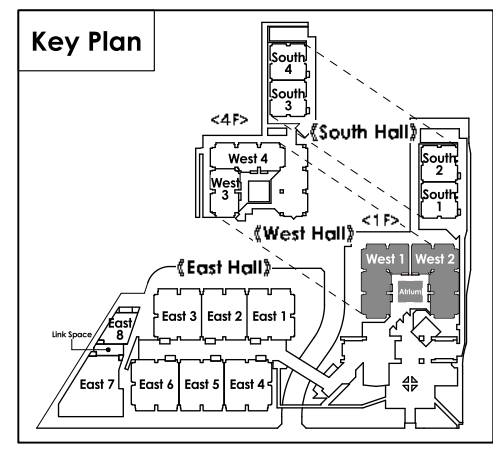 Key Plan
South
4
South
3
<4F>
《South Hall》
West 4
West
3
South
2
South
1
<1F>
《West Hall》
West 1
West 2
《East Hall》
Atrium
East 3
East 2
East 1
East
8
Link Space
East 7
East 6
East 5
East 4